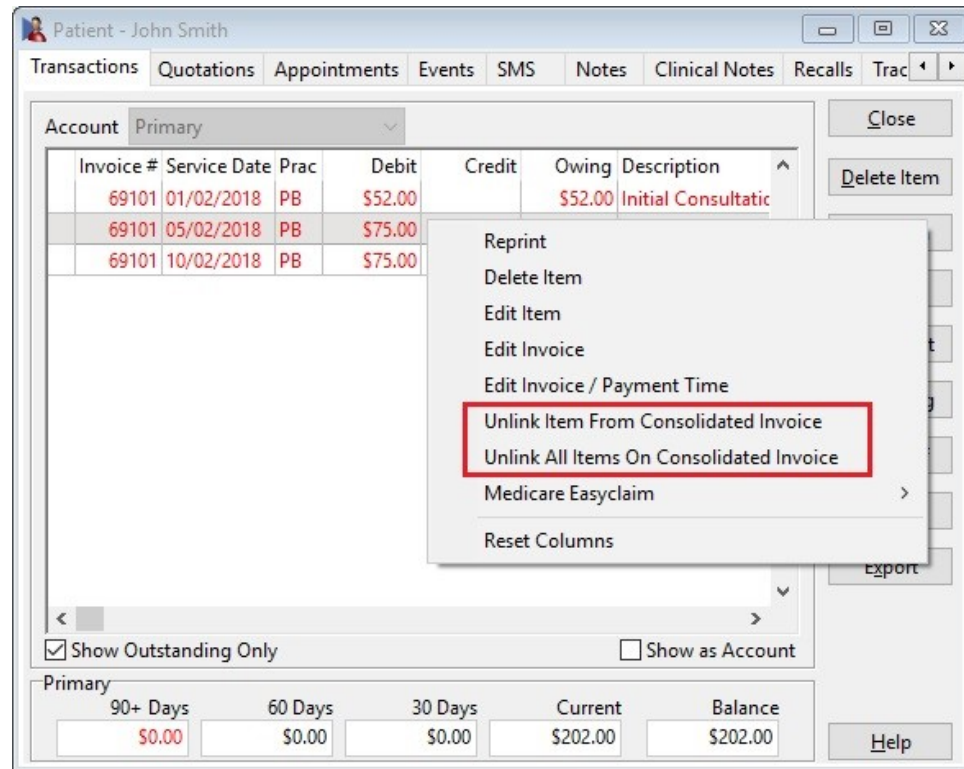 Patient - John Smith
Transactions Quotations Appointments Events SMS Notes Clinical Notes Recalls Trac
Account Primary
Close
Invoice # Service Date Prac Debit Credit Owing Description
Delete Item
69101 01/02/2018 PB $52.00 $52.00 Initial Consultatic
69101 05/02/2018 PB $75.00
69101 10/02/2018 PB $75.00
Reprint
Delete Item
Edit Item
Edit Invoice
Edit Invoice / Payment Time
Unlink Item From Consolidated Invoice
Unlink All Items On Consolidated Invoice
Medicare Easyclaim
Reset Columns
Export
Show Outstanding Only Show as Account
Primary
90+ Days 60 Days 30 Days Current Balance
$0.00 $0.00 $0.00 $202.00 $202.00
Help